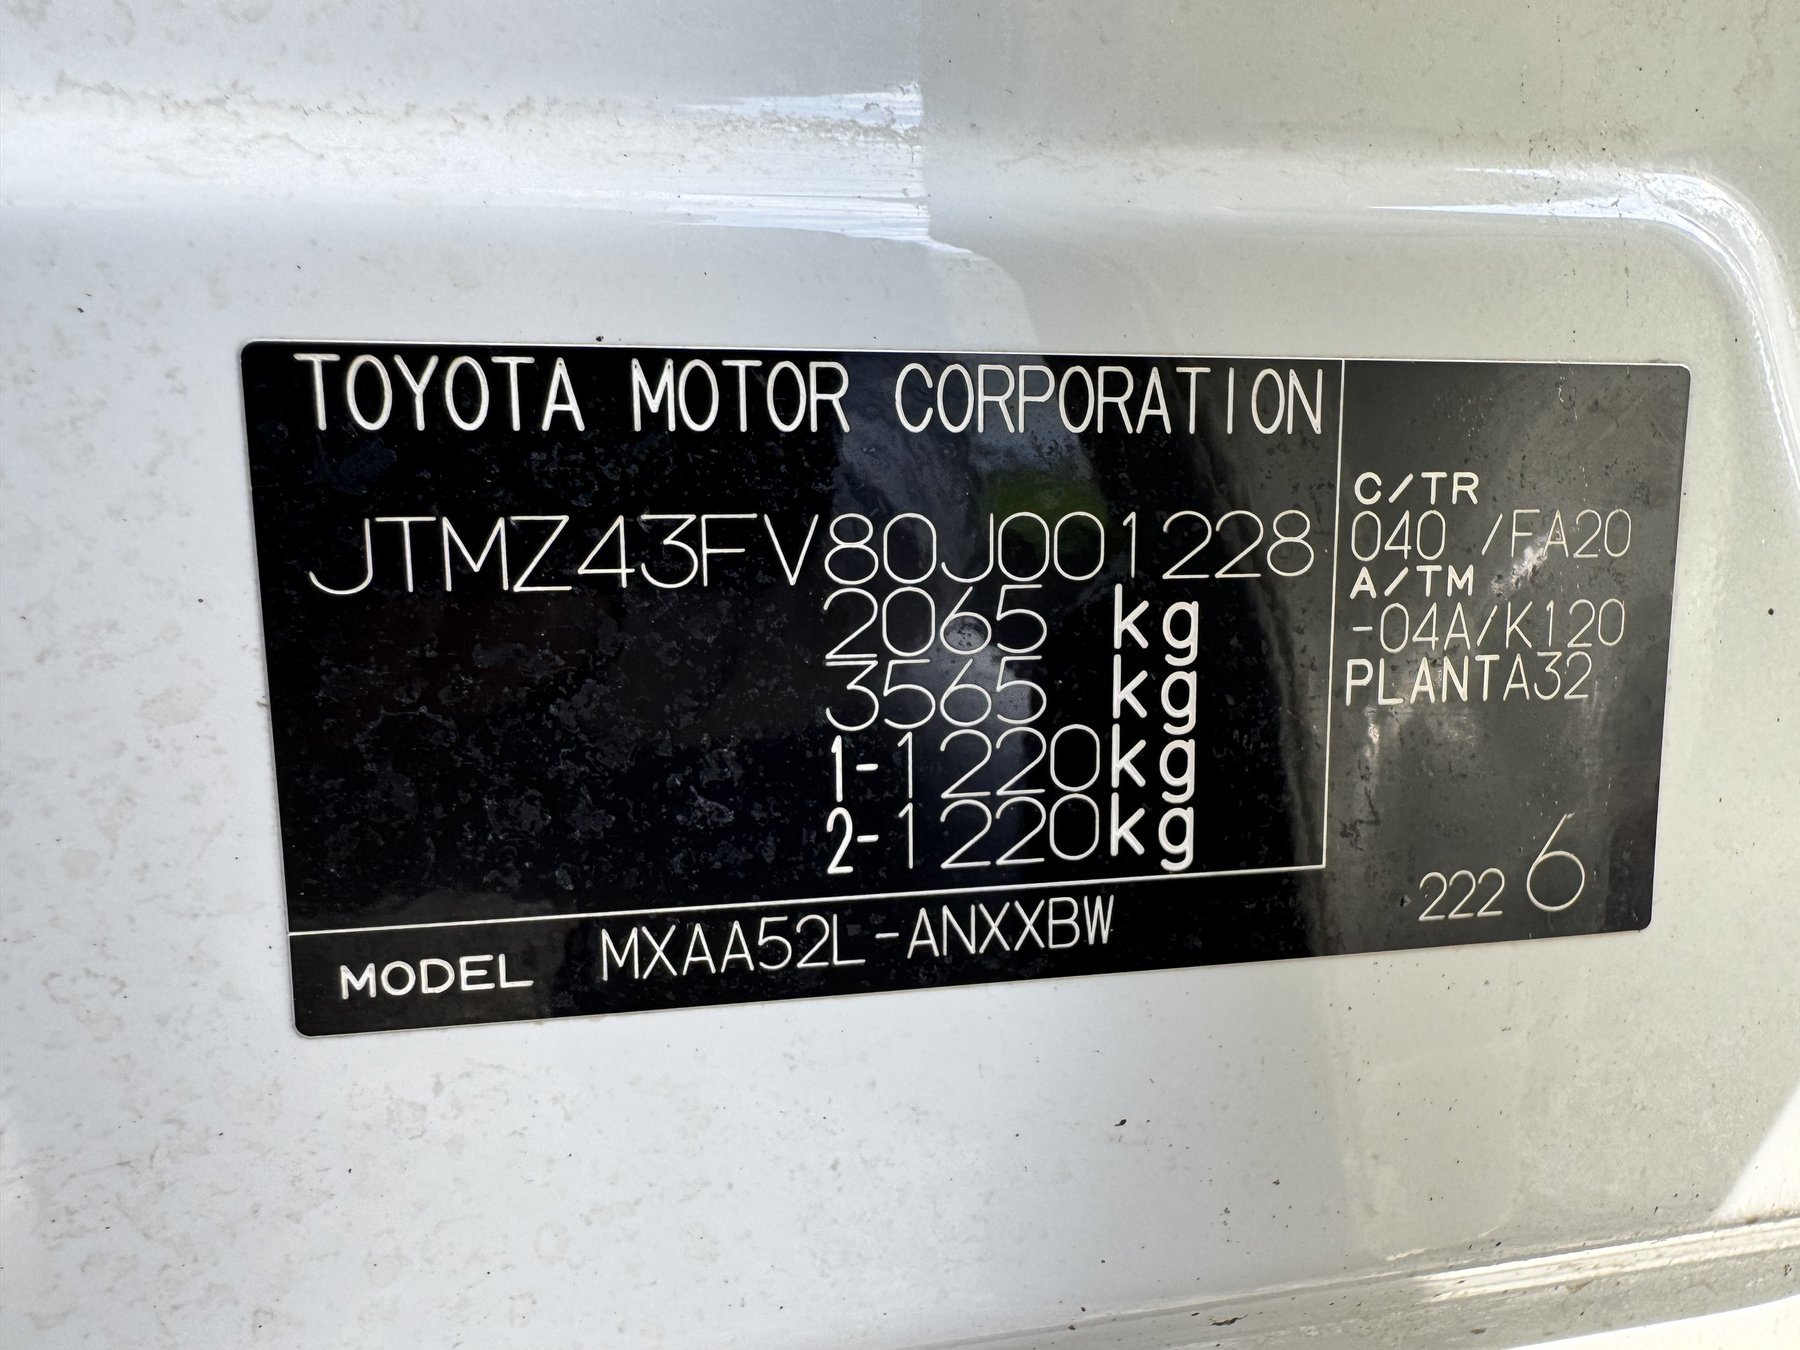 TOYOTA MOTOR CORPORATION
JTMZ43FV80J001228
2065 kg
3565 kg
1-1220kg
2-1220kg
C/TR
040 /FA20
A/TM
-04A/K120
PLANTA32
222 6
MODEL MXAA52L-ANXXBW